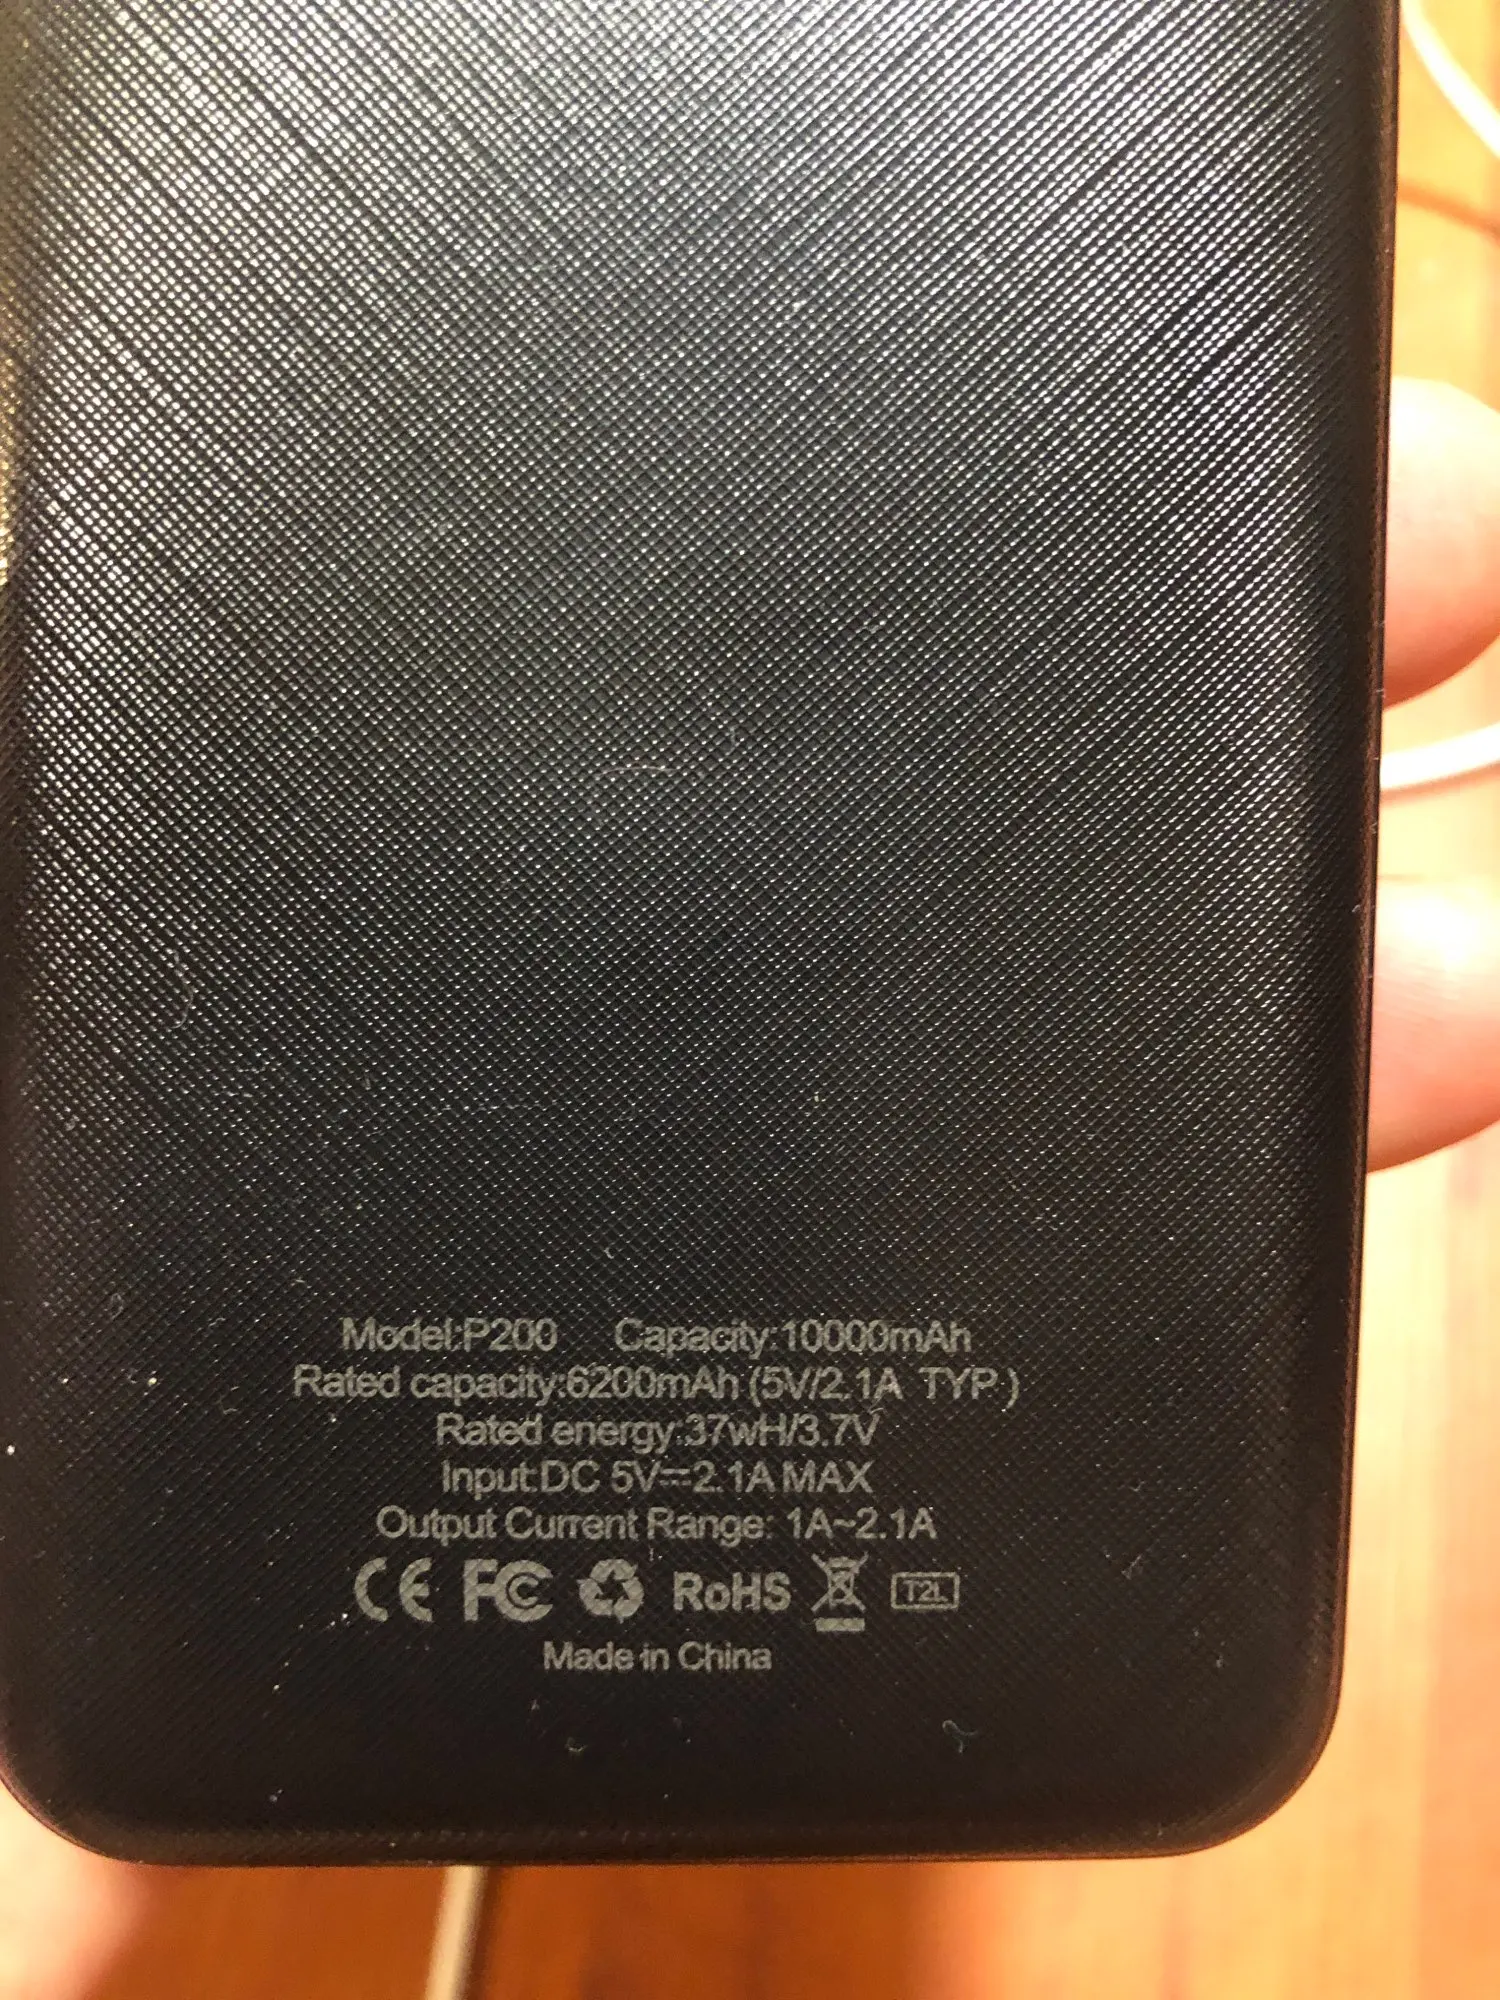 Model:P200 Capacity:10000mAh
Rated capacity:6200mAh (5V/2.1A TYP.)
Rated energy:37wH/3.7V
Input:DC 5V⎓2.1A MAX
Output Current Range: 1A~2.1A
CE FC RoHS T2L
Made in China